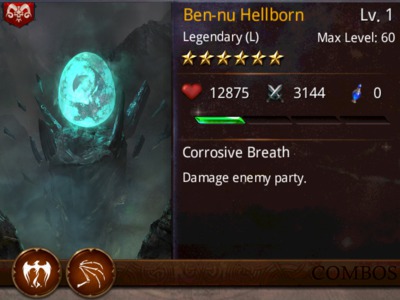 Ben-nu Hellborn Lv. 1
Legendary (L) Max Level: 60
12875 3144 0
Corrosive Breath
Damage enemy party.
COMBOS